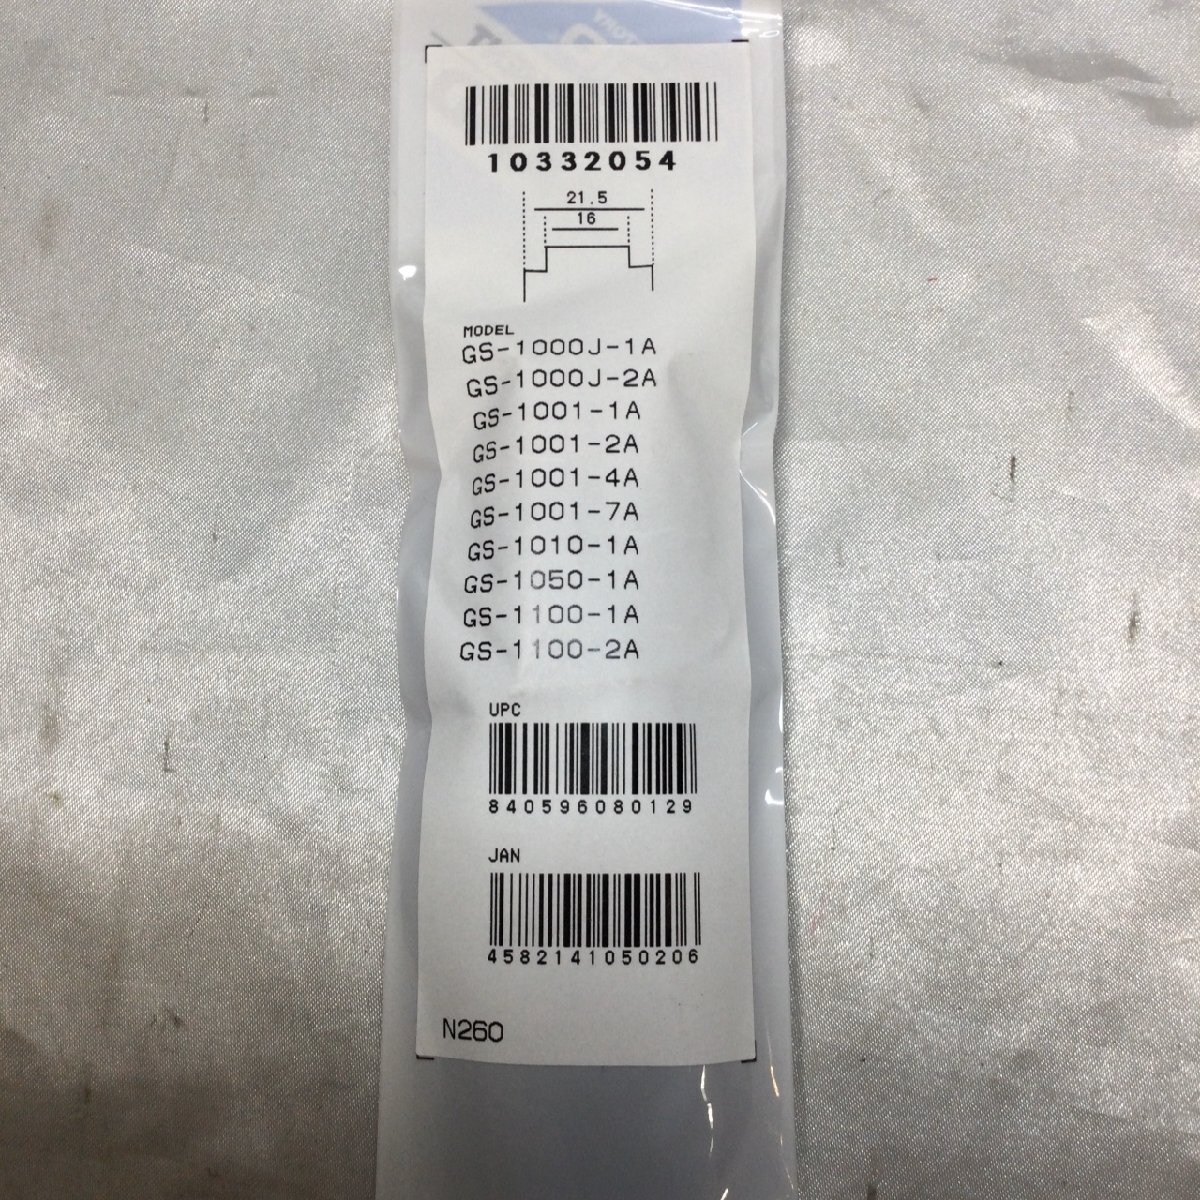 10332054
21.5
16
MODEL
GS-1000J-1A
GS-1000J-2A
GS-1001-1A
GS-1001-2A
GS-1001-4A
GS-1001-7A
GS-1010-1A
GS-1050-1A
GS-1100-1A
GS-1100-2A
UPC
840596080129
JAN
4582141050206
N260